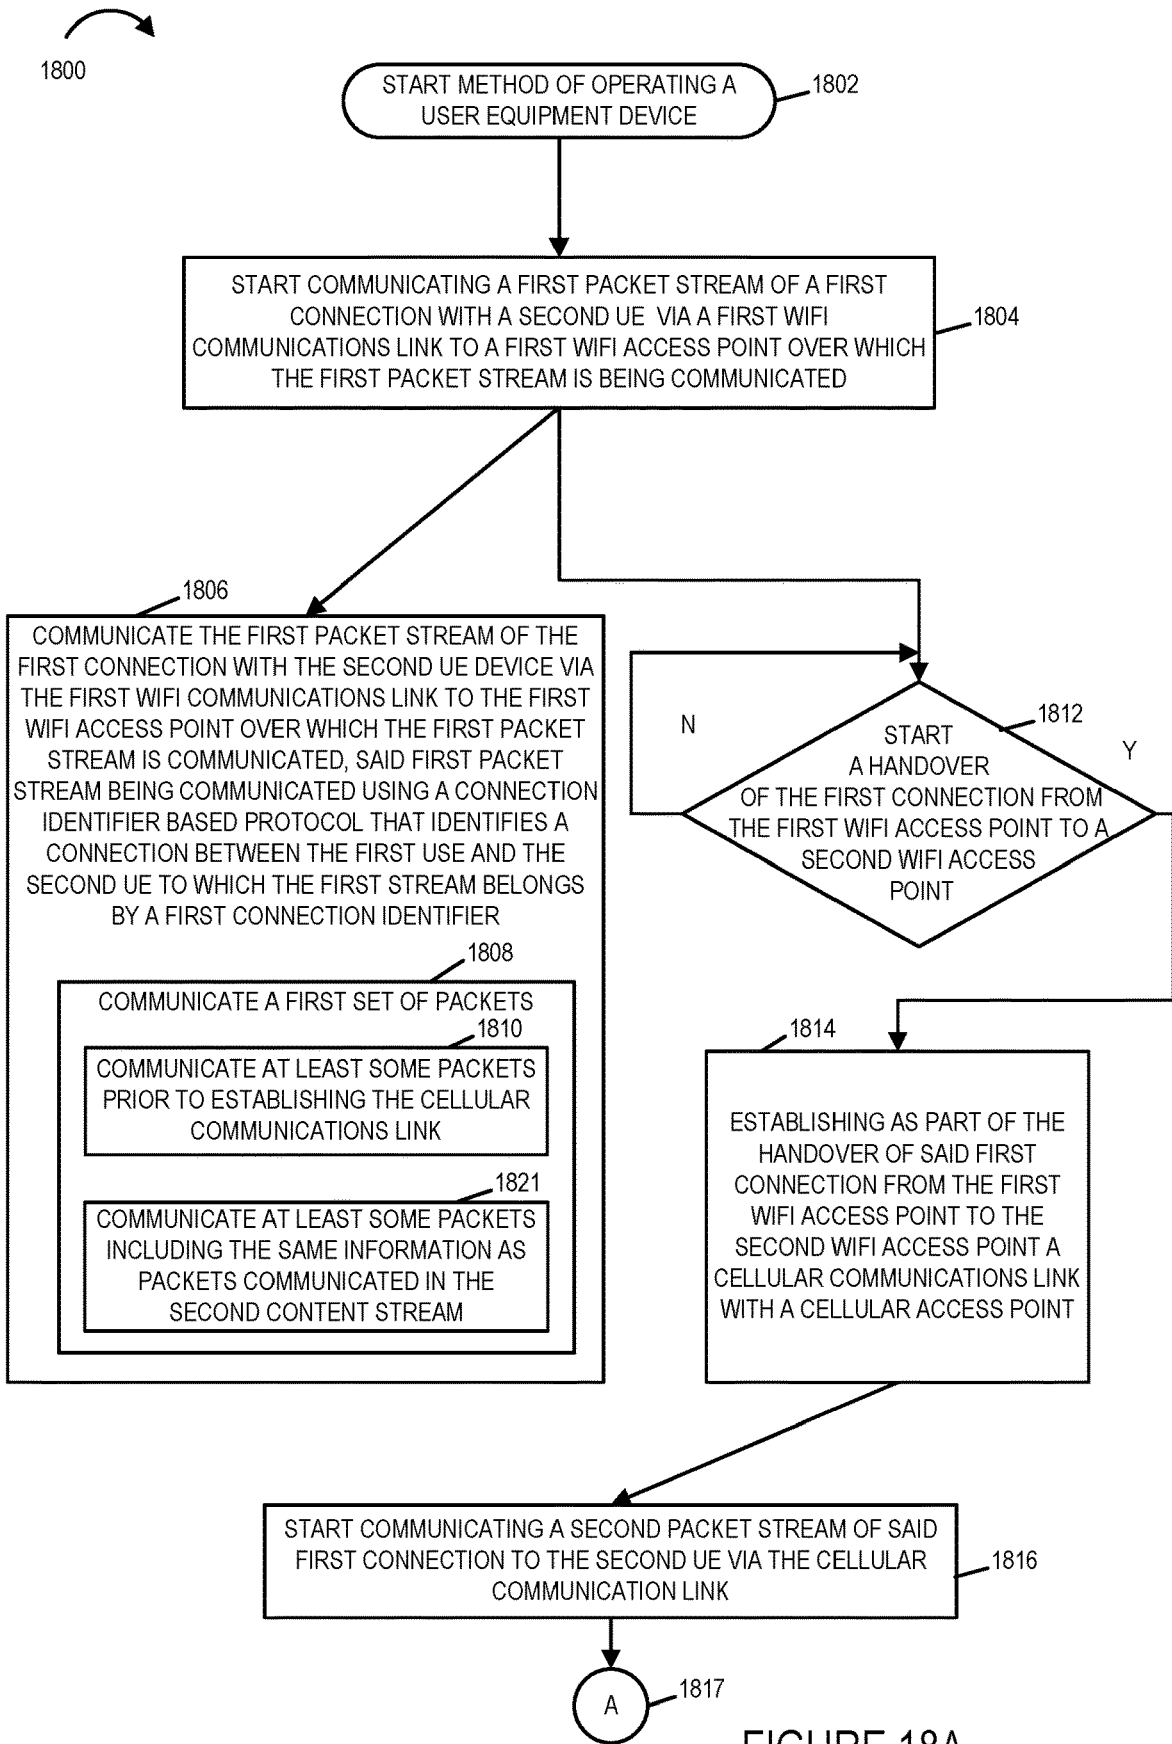 1800
START METHOD OF OPERATING A
USER EQUIPMENT DEVICE
1802
START COMMUNICATING A FIRST PACKET STREAM OF A FIRST
CONNECTION WITH A SECOND UE VIA A FIRST WIFI
COMMUNICATIONS LINK TO A FIRST WIFI ACCESS POINT OVER WHICH
THE FIRST PACKET STREAM IS BEING COMMUNICATED
1804
1806
COMMUNICATE THE FIRST PACKET STREAM OF THE
FIRST CONNECTION WITH THE SECOND UE DEVICE VIA
THE FIRST WIFI COMMUNICATIONS LINK TO THE FIRST
WIFI ACCESS POINT OVER WHICH THE FIRST PACKET
STREAM IS COMMUNICATED, SAID FIRST PACKET
STREAM BEING COMMUNICATED USING A CONNECTION
IDENTIFIER BASED PROTOCOL THAT IDENTIFIES A
CONNECTION BETWEEN THE FIRST USE AND THE
SECOND UE TO WHICH THE FIRST STREAM BELONGS
BY A FIRST CONNECTION IDENTIFIER
1808
COMMUNICATE A FIRST SET OF PACKETS
1810
COMMUNICATE AT LEAST SOME PACKETS
PRIOR TO ESTABLISHING THE CELLULAR
COMMUNICATIONS LINK
1821
COMMUNICATE AT LEAST SOME PACKETS
INCLUDING THE SAME INFORMATION AS
PACKETS COMMUNICATED IN THE
SECOND CONTENT STREAM
N
1812
Y
START
A HANDOVER
OF THE FIRST CONNECTION FROM
THE FIRST WIFI ACCESS POINT TO A
SECOND WIFI ACCESS
POINT
1814
ESTABLISHING AS PART OF THE
HANDOVER OF SAID FIRST
CONNECTION FROM THE FIRST
WIFI ACCESS POINT TO THE
SECOND WIFI ACCESS POINT A
CELLULAR COMMUNICATIONS LINK
WITH A CELLULAR ACCESS POINT
START COMMUNICATING A SECOND PACKET STREAM OF SAID
FIRST CONNECTION TO THE SECOND UE VIA THE CELLULAR
COMMUNICATION LINK
1816
A
1817
FIGURE 18A